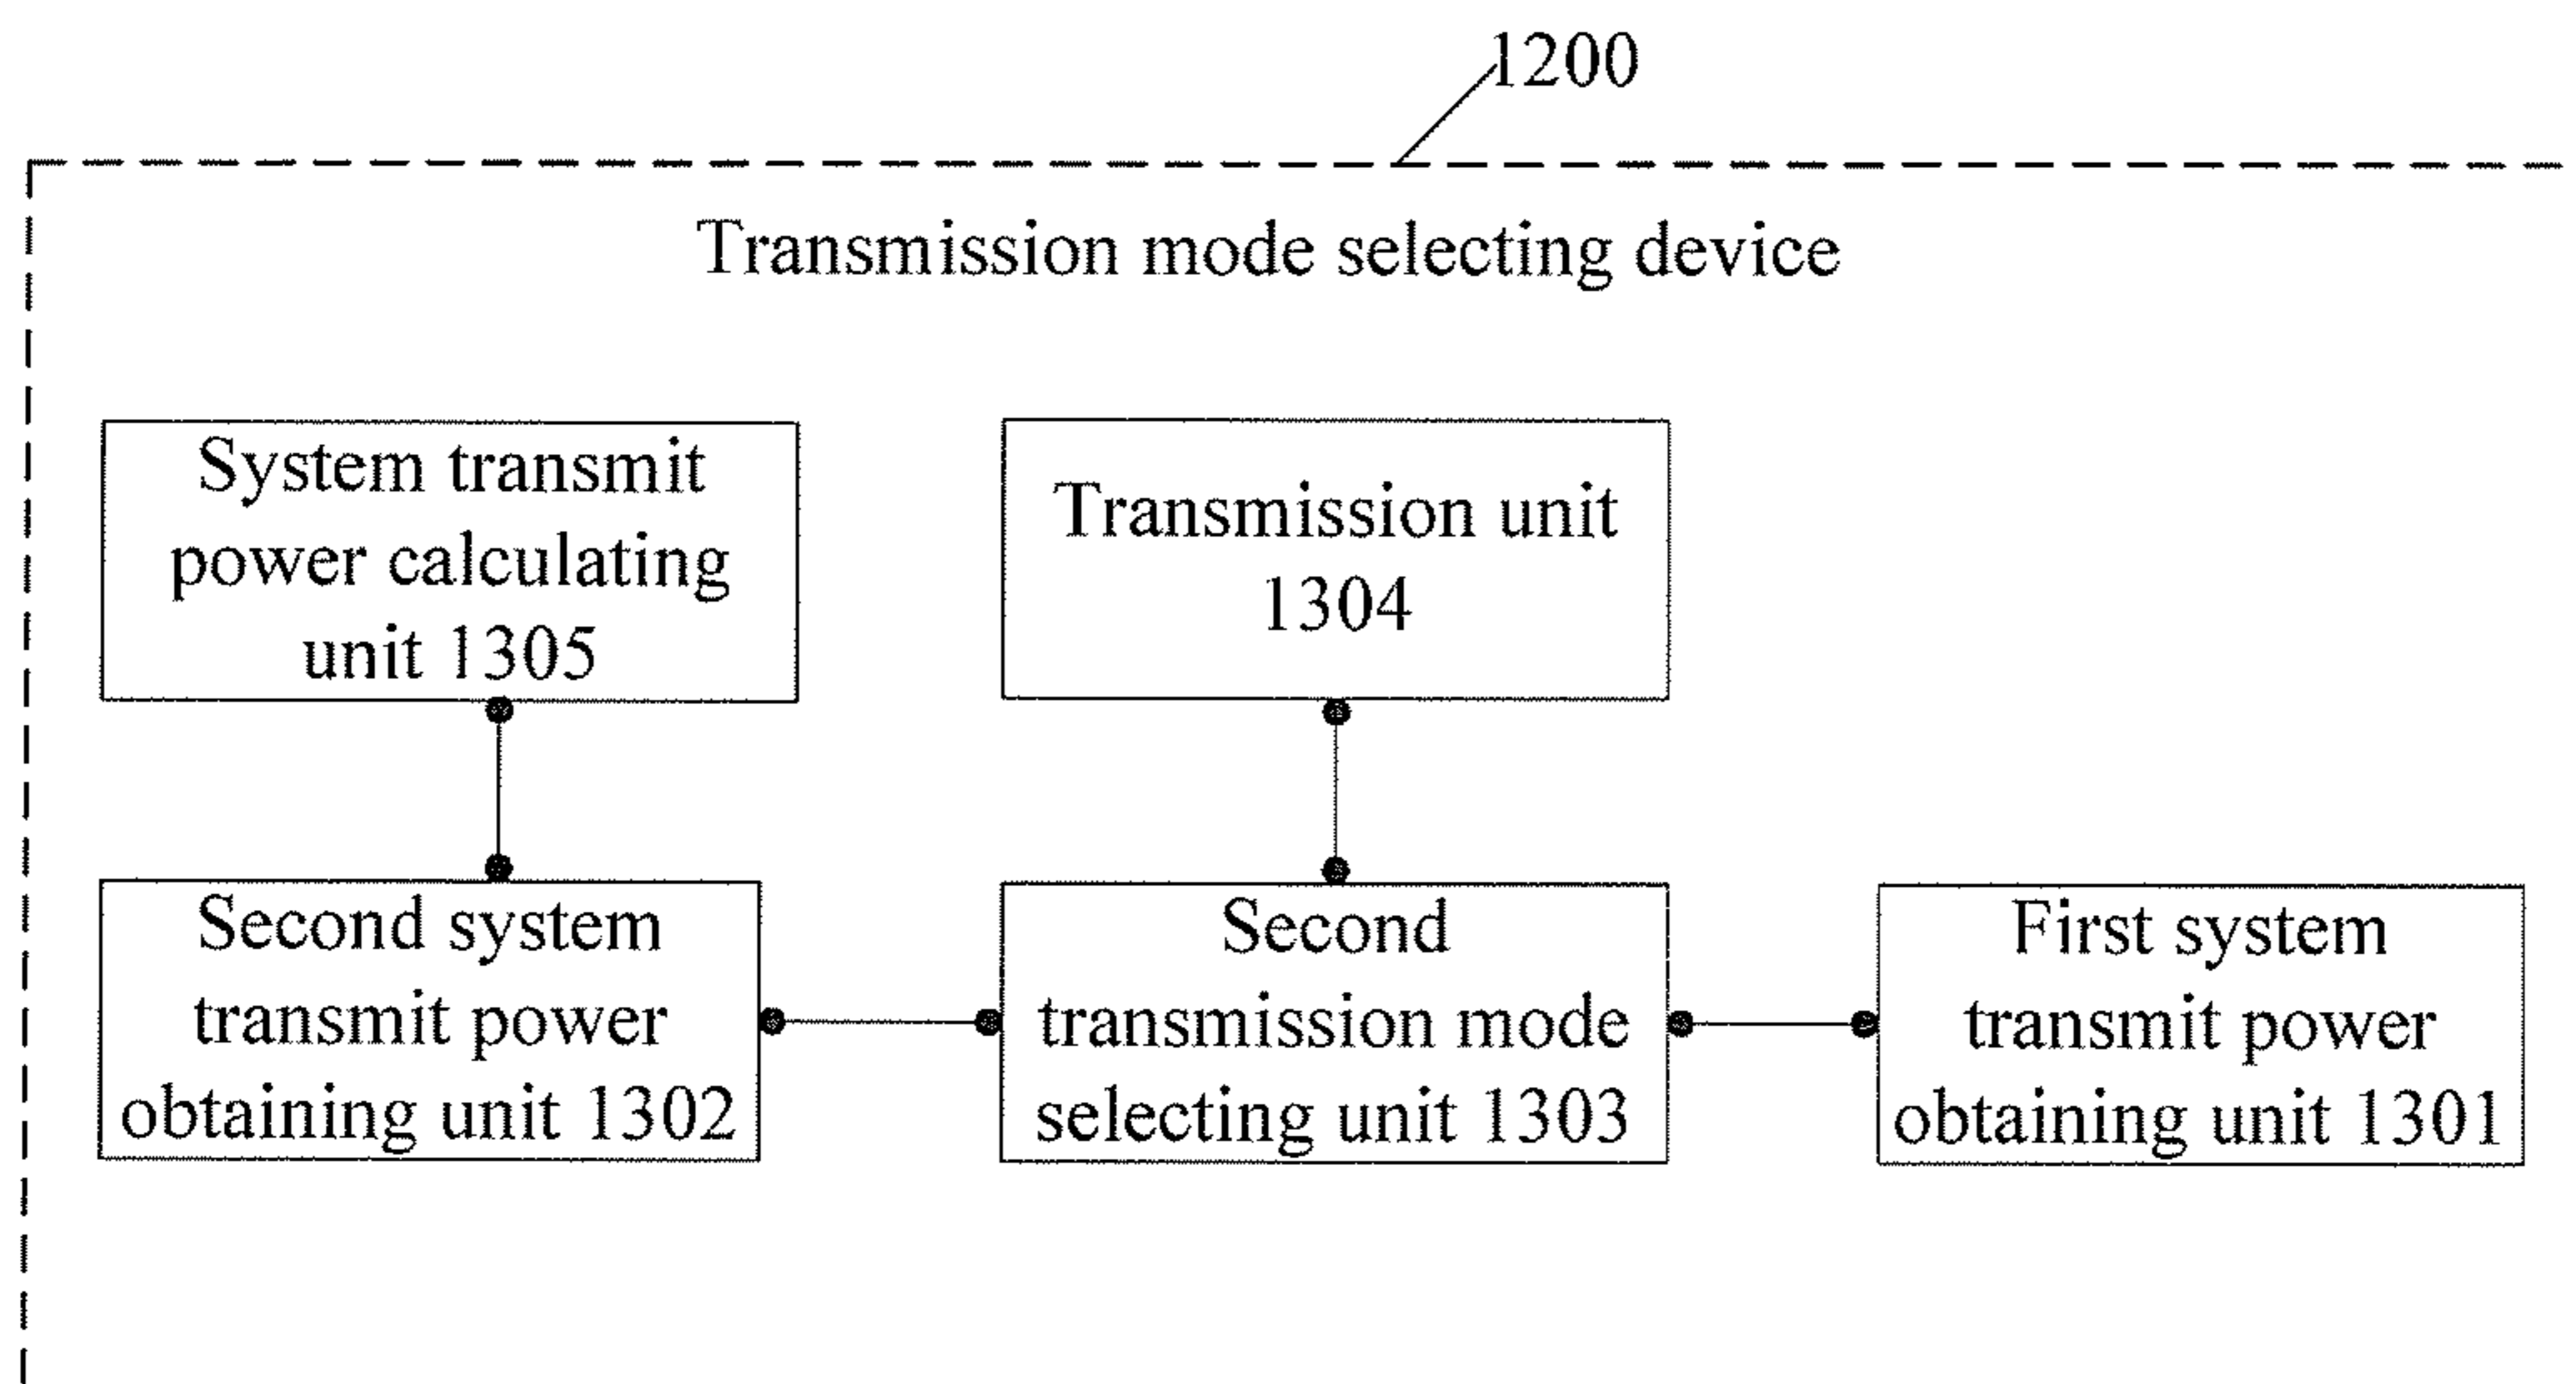 1200
Transmission mode selecting device
System transmit
power calculating
unit 1305
Transmission unit
1304
Second system
transmit power
obtaining unit 1302
Second
transmission mode
selecting unit 1303
First system
transmit power
obtaining unit 1301